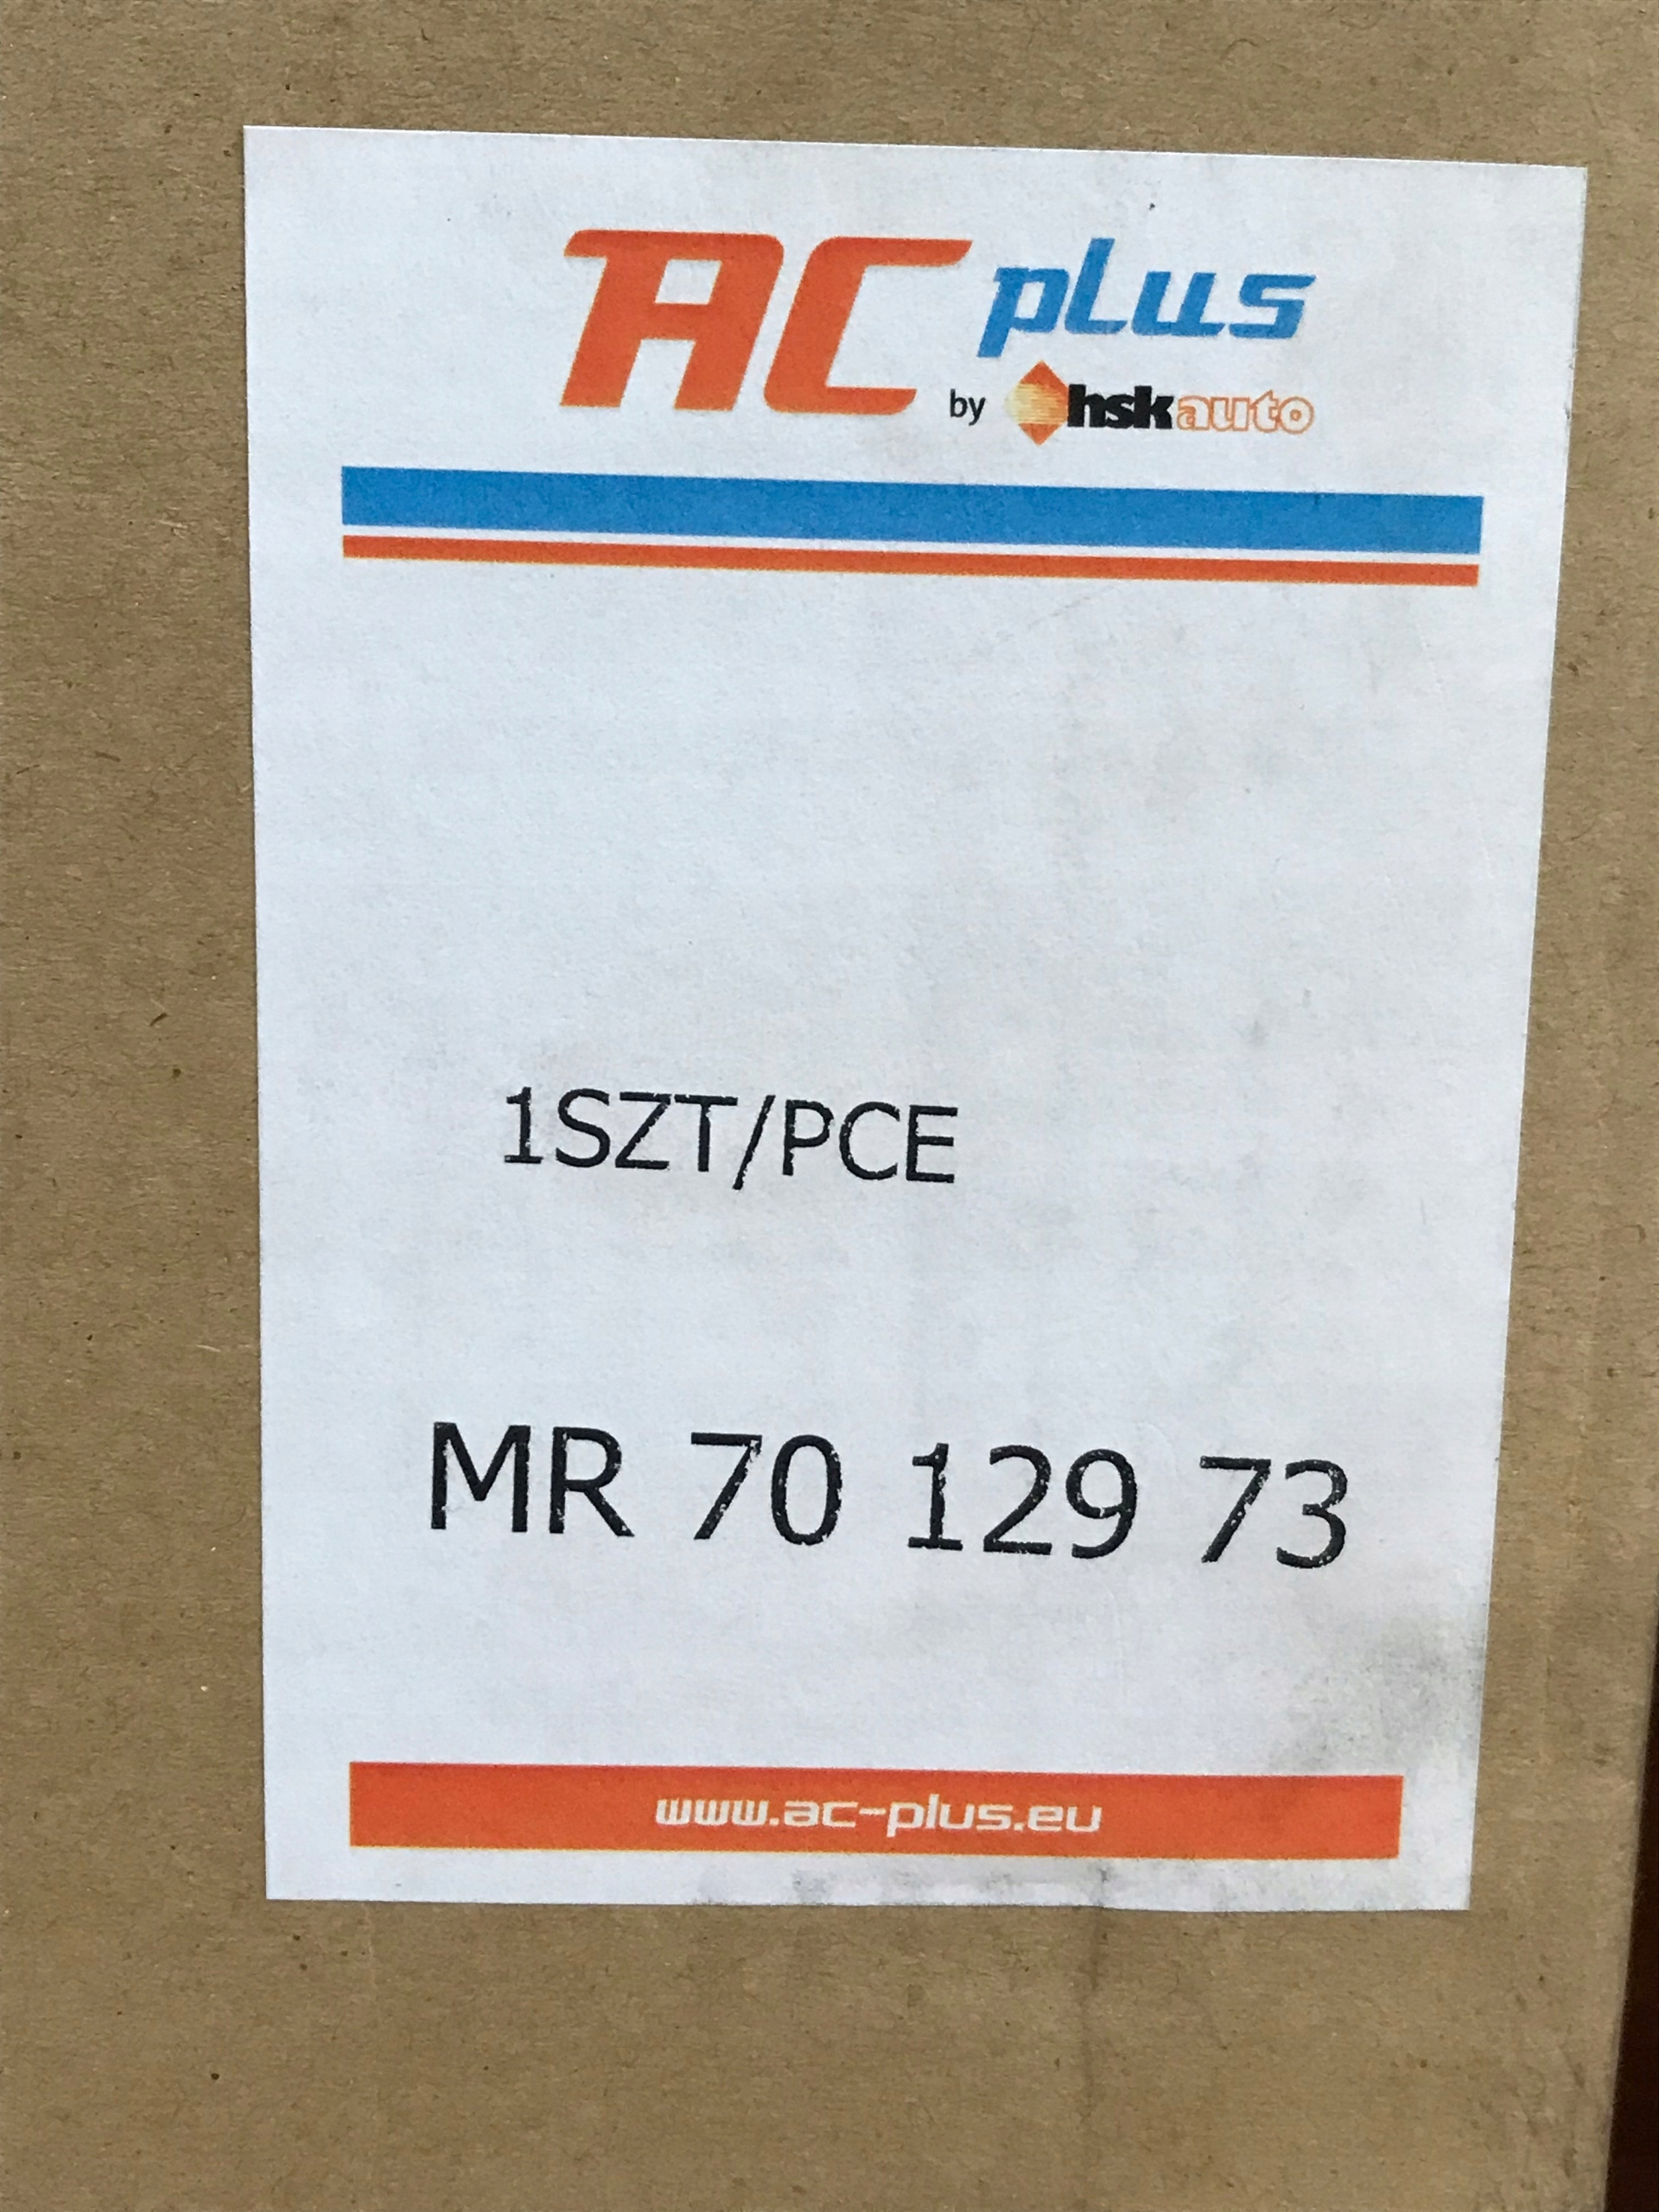 AC plus
by hskauto
1SZT/PCE
MR 70 129 73
www.ac-plus.eu